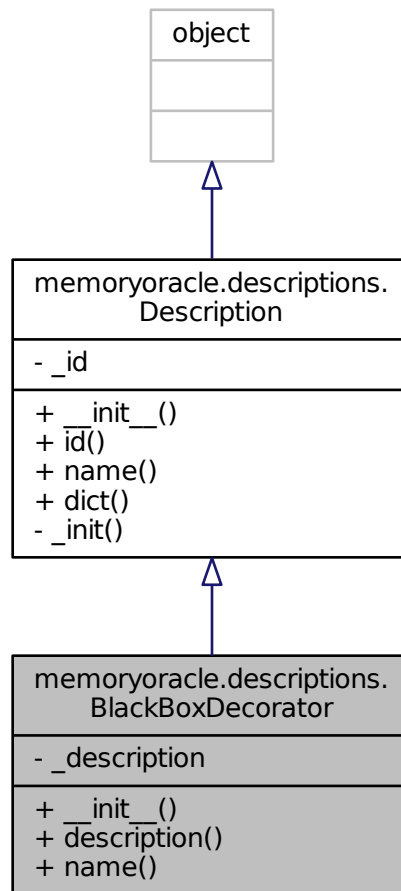 object
memoryoracle.descriptions.
Description
- _id
+ __init__()
+ id()
+ name()
+ dict()
- _init()
memoryoracle.descriptions.
BlackBoxDecorator
- _description
+ __init__()
+ description()
+ name()